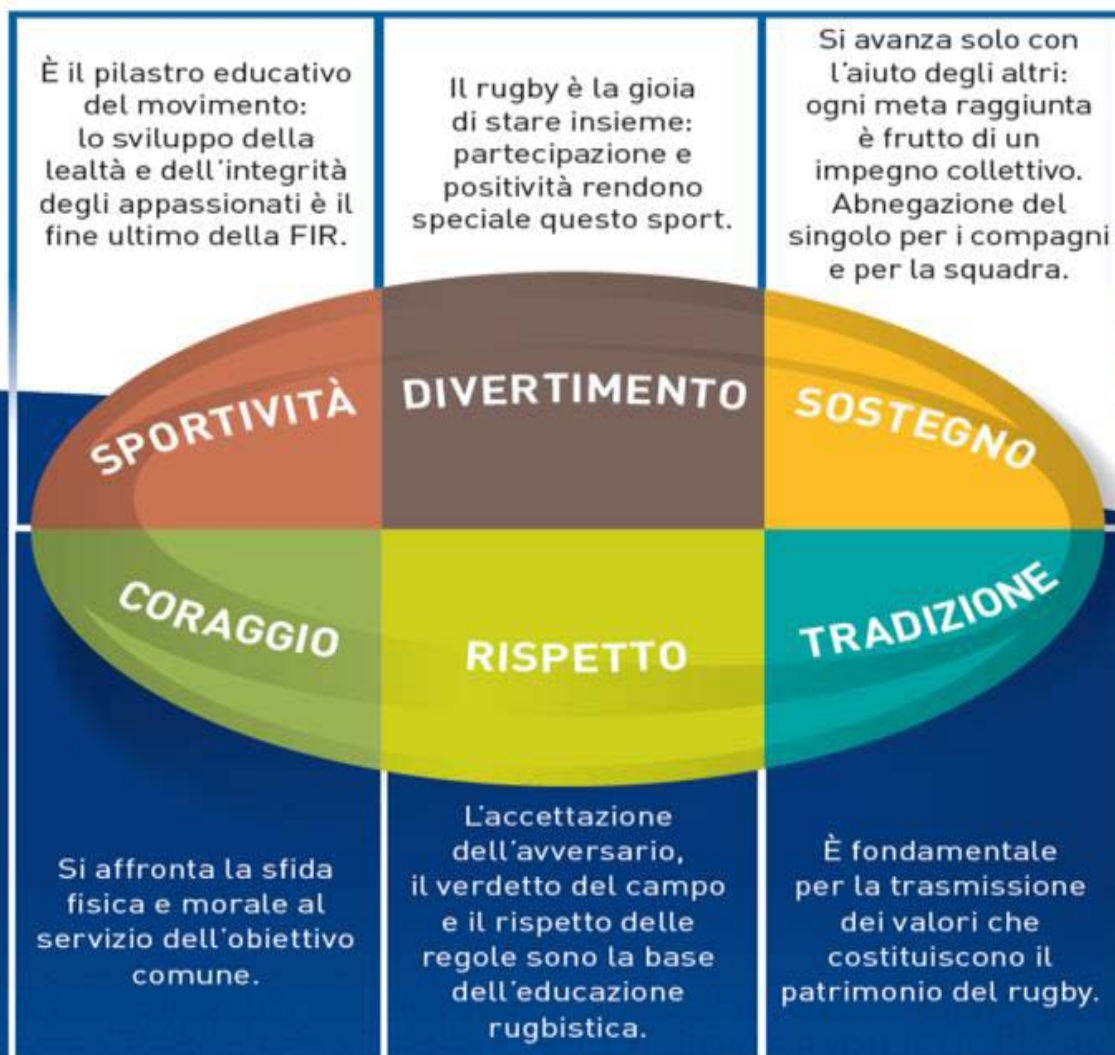 È il pilastro educativo
del movimento:
lo sviluppo della
lealtà e dell'integrità
degli appassionati è il
fine ultimo della FIR.
Il rugby è la gioia
di stare insieme:
partecipazione e
positività rendono
speciale questo sport.
Si avanza solo con
l'aiuto degli altri:
ogni meta raggiunta
è frutto di un
impegno collettivo.
Abnegazione del
singolo per i compagni
e per la squadra.
SPORTIVITÀ
DIVERTIMENTO
SOSTEGNO
CORAGGIO
RISPETTO
TRADIZIONE
Si affronta la sfida
fisica e morale al
servizio dell'obiettivo
comune.
L'accettazione
dell'avversario,
il verdetto del campo
e il rispetto delle
regole sono la base
dell'educazione
rugbistica.
È fondamentale
per la trasmissione
dei valori che
costituiscono il
patrimonio del rugby.